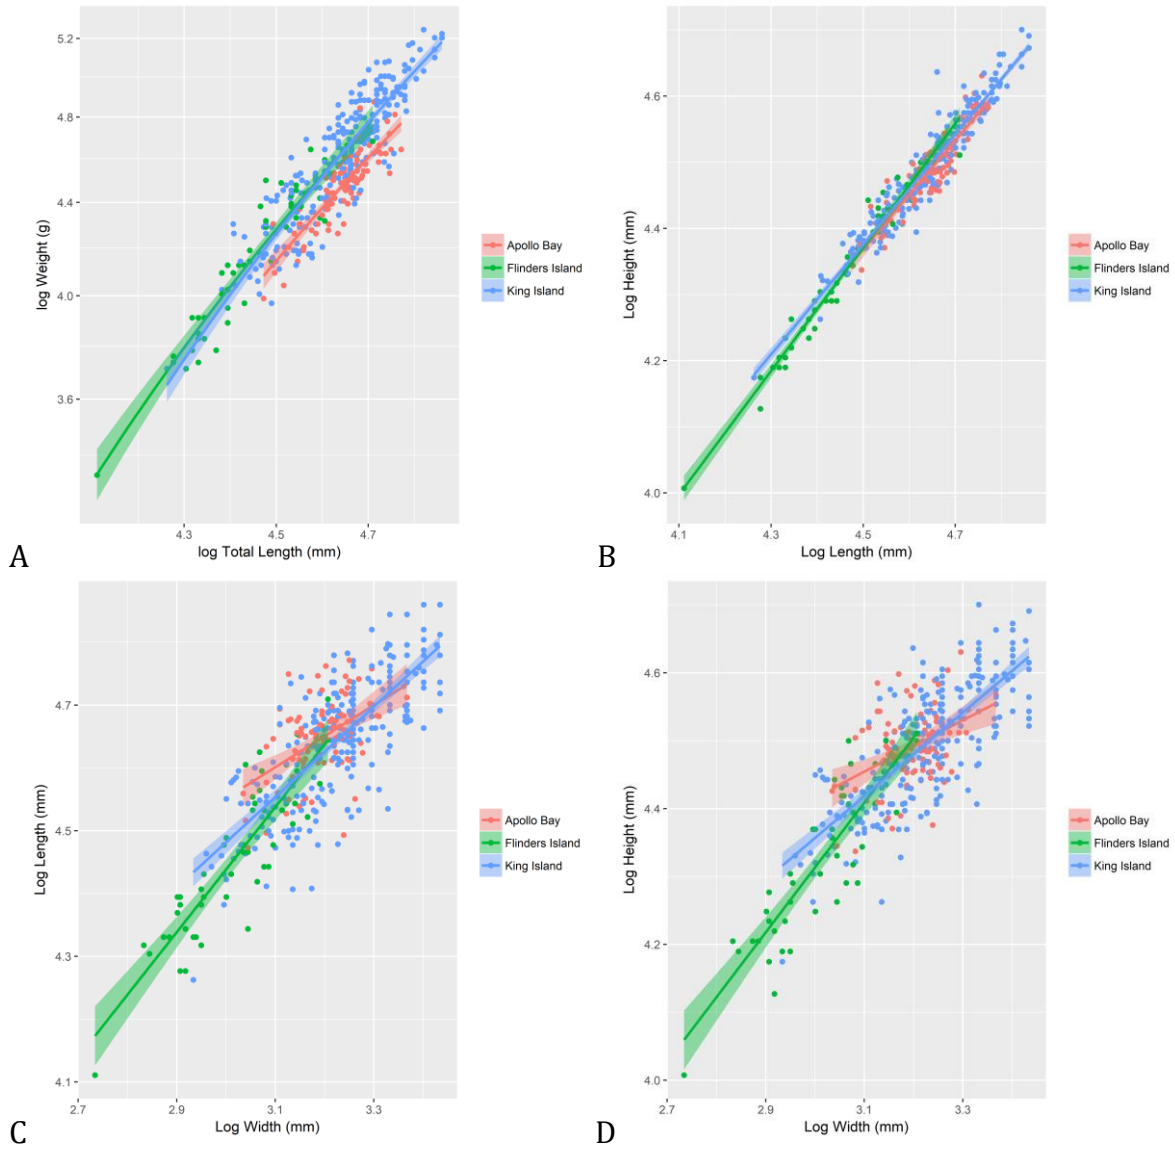 5.2
4.8
4.4
4.0
3.6
log Weight (g)
4.3 4.5 4.7
log Total Length (mm)
Apollo Bay
Flinders Island
King Island
A
4.6
4.4
4.2
4.0
Log Height (mm)
4.1 4.3 4.5 4.7
Log Length (mm)
Apollo Bay
Flinders Island
King Island
B
4.7
4.5
4.3
4.1
Log Length (mm)
2.7 2.9 3.1 3.3
Log Width (mm)
Apollo Bay
Flinders Island
King Island
C
4.6
4.4
4.2
4.0
Log Height (mm)
2.7 2.9 3.1 3.3
Log Width (mm)
Apollo Bay
Flinders Island
King Island
D